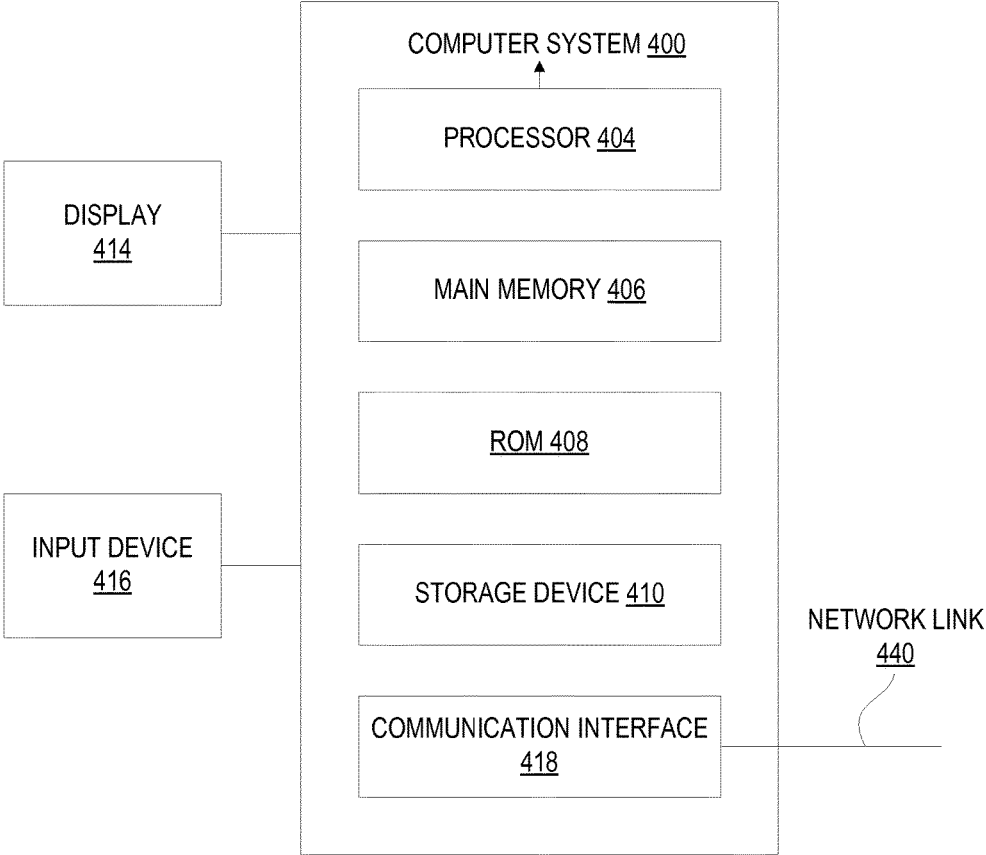 COMPUTER SYSTEM 400
PROCESSOR 404
DISPLAY
414
MAIN MEMORY 406
ROM 408
INPUT DEVICE
416
STORAGE DEVICE 410
NETWORK LINK
440
COMMUNICATION INTERFACE
418